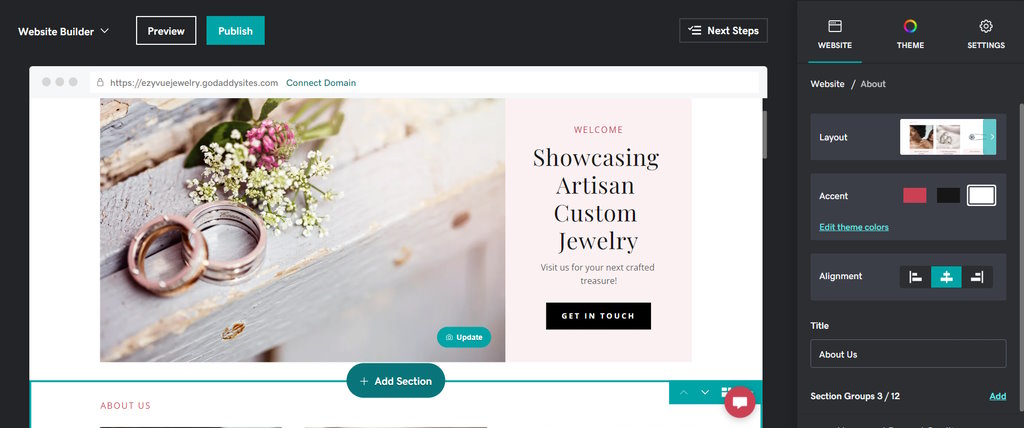 Website Builder
Preview
Publish
Next Steps
WEBSITE
THEME
SETTINGS
https://ezyvuejewelry.godaddysites.com Connect Domain
Website / About
WELCOME
Showcasing
Artisan
Custom
Jewelry
Visit us for your next crafted
treasure!
GET IN TOUCH
Update
Add Section
ABOUT US
Layout
Accent
Edit theme colors
Alignment
Title
About Us
Section Groups 3 / 12
Add